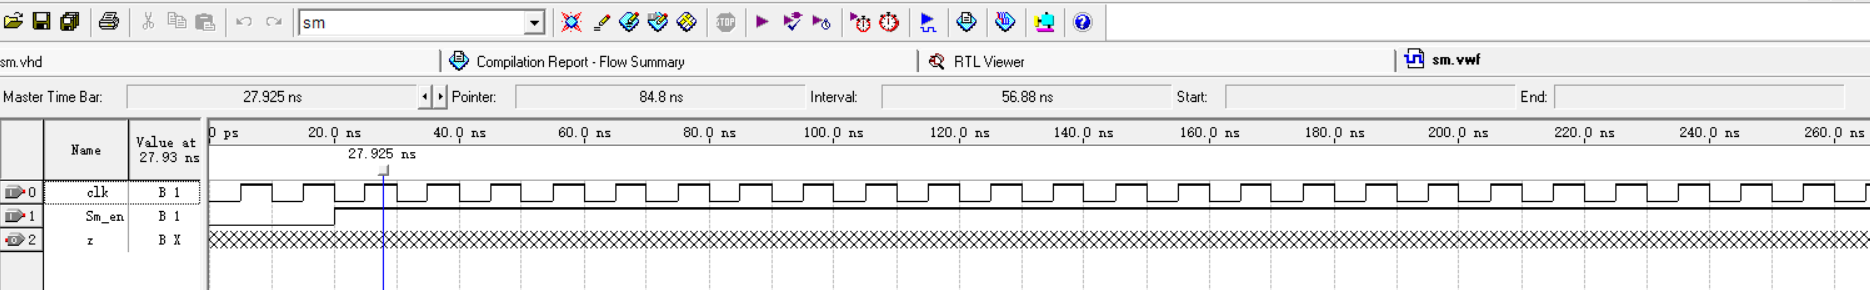 sm
STOP
sm.vhd
Compilation Report - Flow Summary
RTL Viewer
sm.vwf
Master Time Bar: 27.925 ns Pointer: 84.8 ns Interval: 56.88 ns Start: End:
Name
Value at
27.93 ns
0 ps 20.0 ns 40.0 ns 60.0 ns 80.0 ns 100.0 ns 120.0 ns 140.0 ns 160.0 ns 180.0 ns 200.0 ns 220.0 ns 240.0 ns 260.0 ns
27.925 ns
0 clk B 1
1 Sm_en B 1
2 z B X